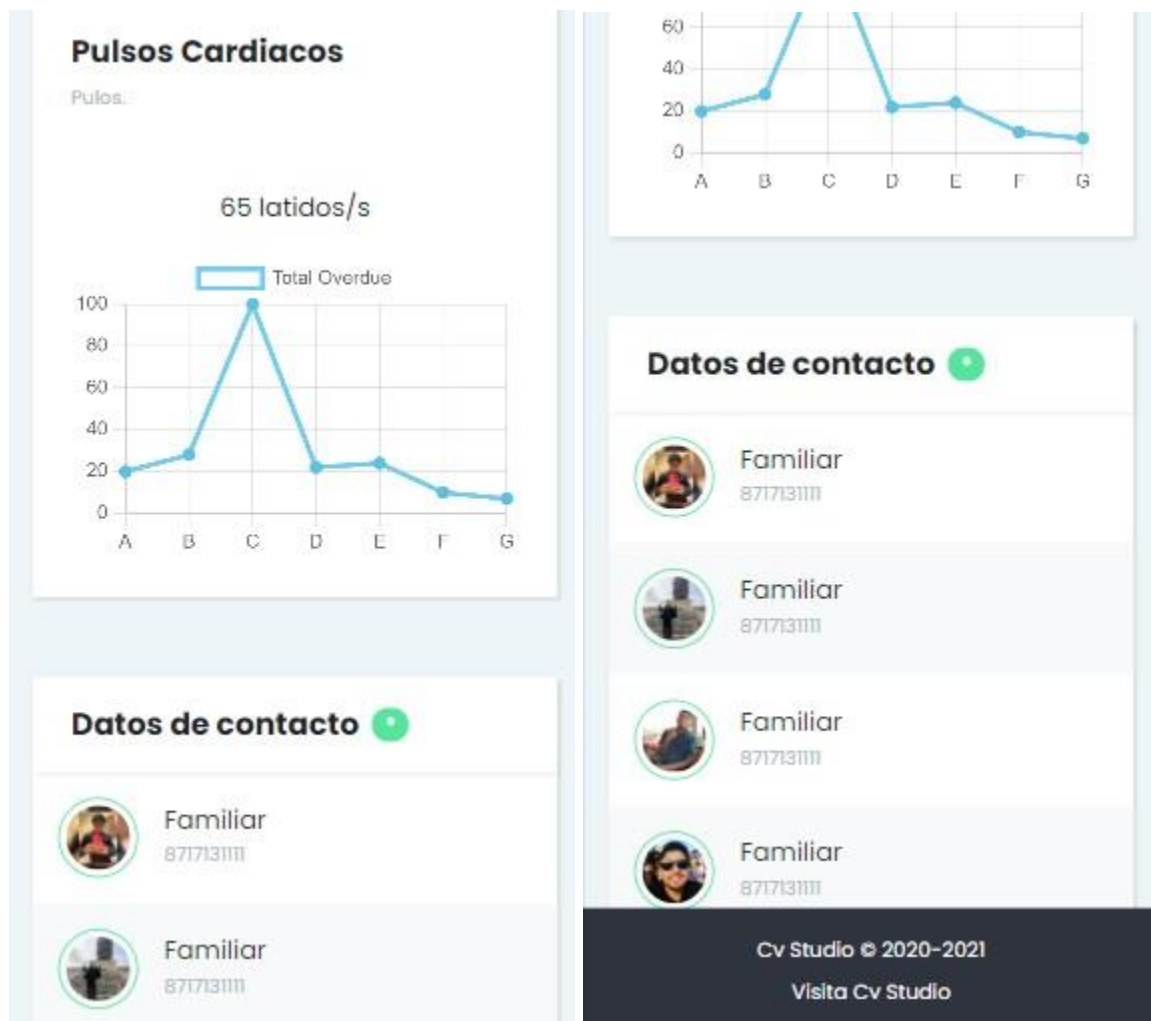 Pulsos Cardiacos
Pulos.
65 latidos/s
Total Overdue
100
80
60
40
20
0
A B C D E F G
Datos de contacto
Familiar
8717131111
Familiar
8717131111
60
40
20
0
A B C D E F G
Datos de contacto
Familiar
8717131111
Familiar
8717131111
Familiar
8717131111
Familiar
8717131111
Cv Studio © 2020-2021
Visita Cv Studio